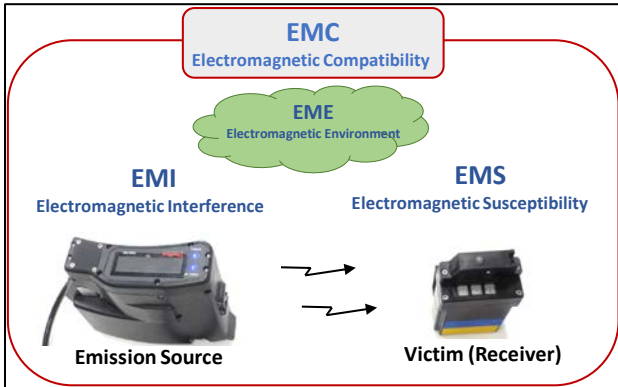 EMC
Electromagnetic Compatibility
EME
Electromagnetic Environment
EMI
Electromagnetic Interference
EMS
Electromagnetic Susceptibility
Emission Source
Victim (Receiver)